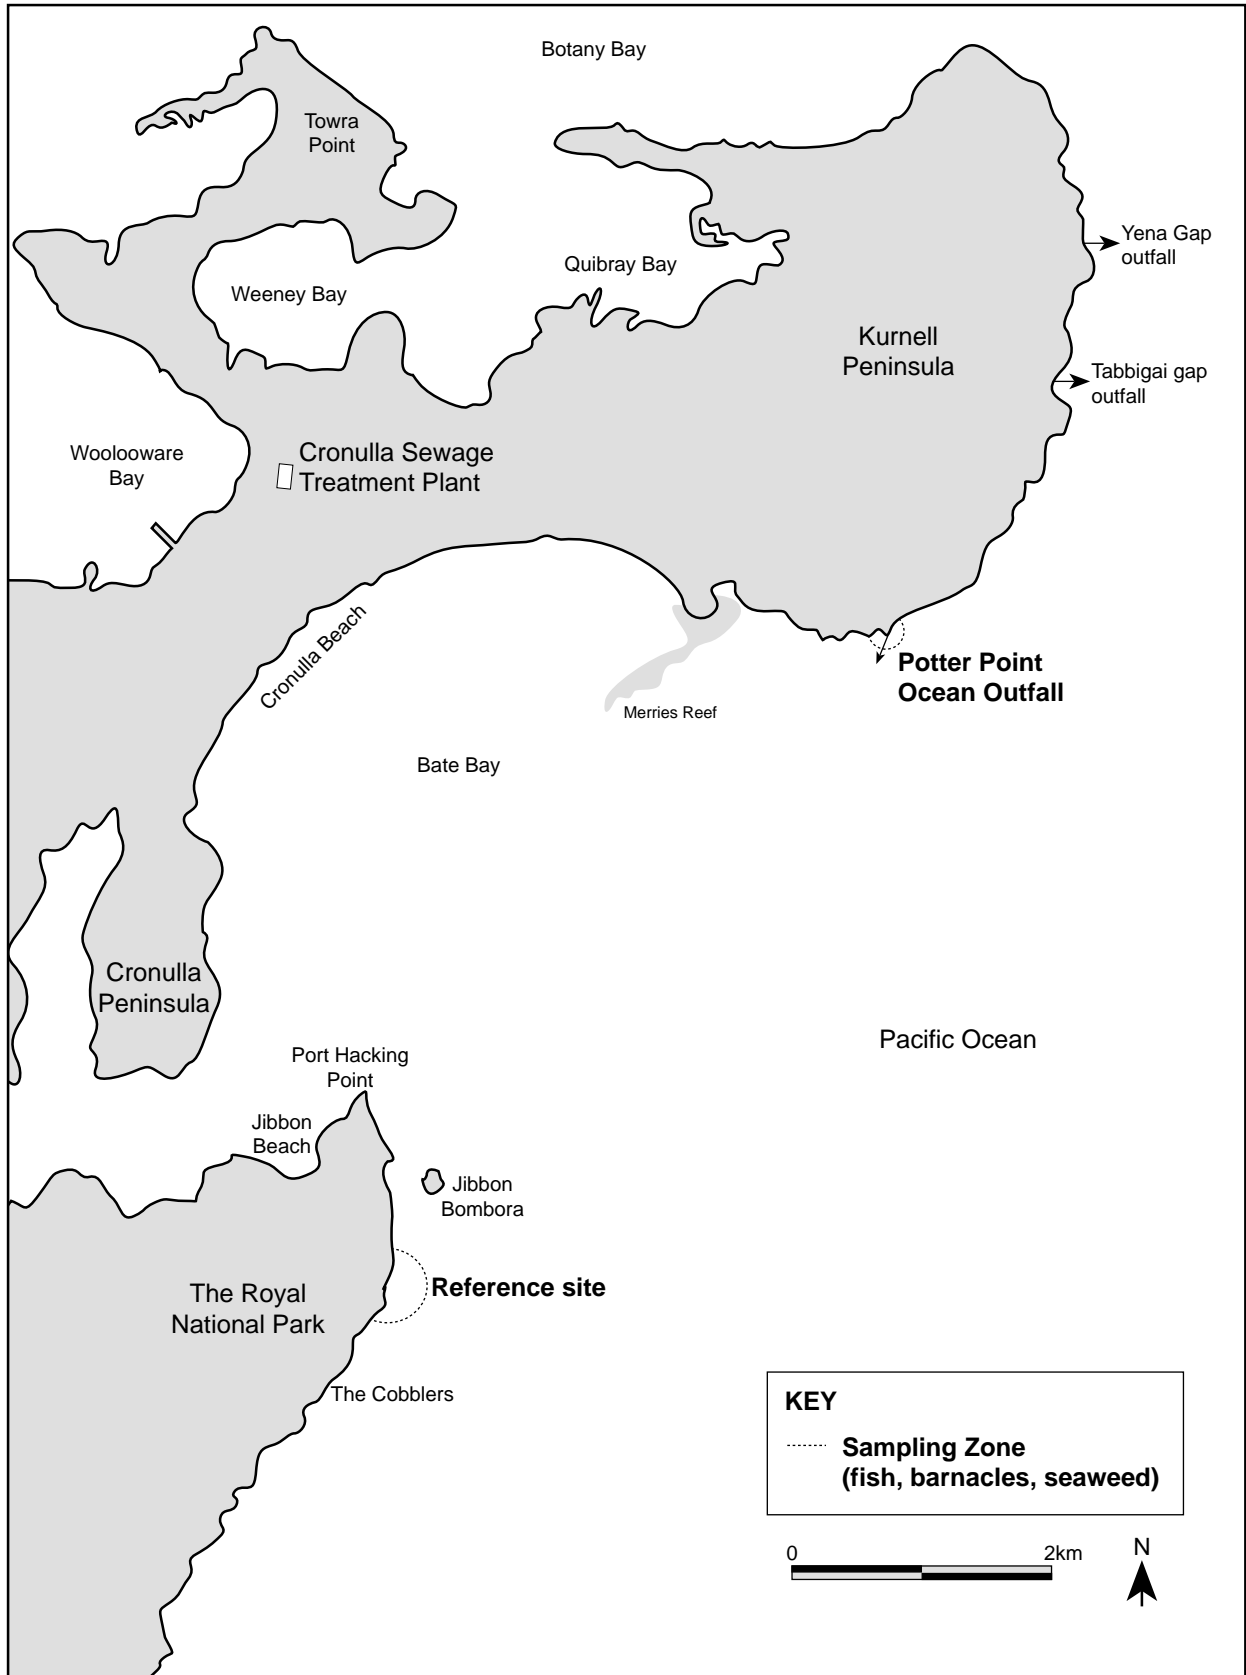 Botany Bay
Towra
Point
Yena Gap
outfall
Quibray Bay
Weeney Bay
Kurnell
Peninsula
Tabbigai gap
outfall
Woolooware
Bay
Cronulla Sewage
Treatment Plant
Cronulla Beach
Potter Point
Ocean Outfall
Merries Reef
Bate Bay
Cronulla
Peninsula
Pacific Ocean
Port Hacking
Point
Jibbon
Beach
Jibbon
Bombora
Reference site
The Royal
National Park
The Cobblers
KEY
Sampling Zone
(fish, barnacles, seaweed)
0
2km
N